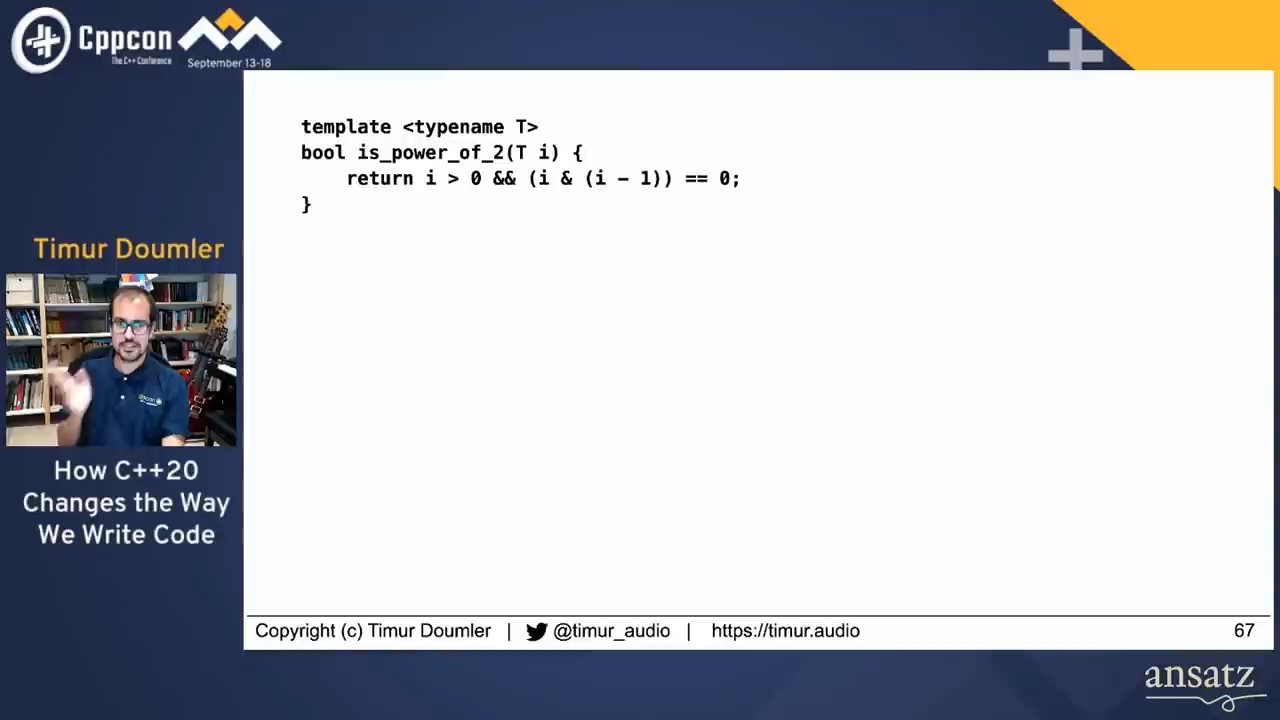 Cppcon
The C++ Conference
September 13-18
template <typename T>
bool is_power_of_2(T i) {
    return i > 0 && (i & (i – 1)) == 0;
}
Timur Doumler
How C++20
Changes the Way
We Write Code
Copyright (c) Timur Doumler | @timur_audio | https://timur.audio 67
ansatz